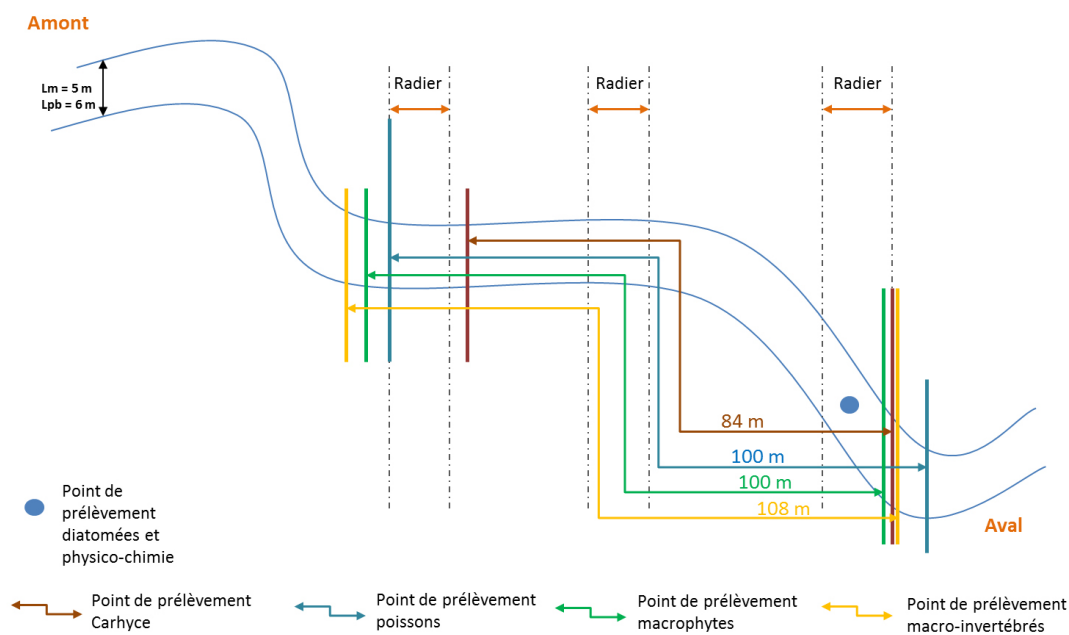 Amont
Lm = 5 m
Lpb = 6 m
Radier
Radier
Radier
84 m
100 m
100 m
108 m
Aval
Point de
prélèvement
diatomées et
physico-chimie
Point de prélèvement
Carhyce
Point de prélèvement
poissons
Point de prélèvement
macrophytes
Point de prélèvement
macro-invertébrés